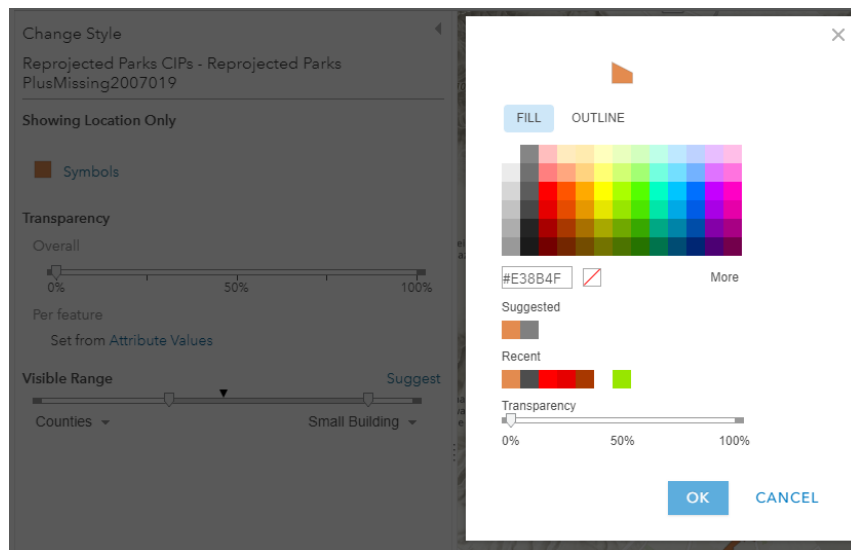 Change Style
Reprojected Parks CIPs - Reprojected Parks
PlusMissing2007019
Showing Location Only
Symbols
Transparency
Overall
0% 50% 100%
Per feature
Set from Attribute Values
Visible Range Suggest
Counties Small Building
FILL OUTLINE
#E38B4F More
Suggested
Recent
Transparency
0% 50% 100%
OK CANCEL